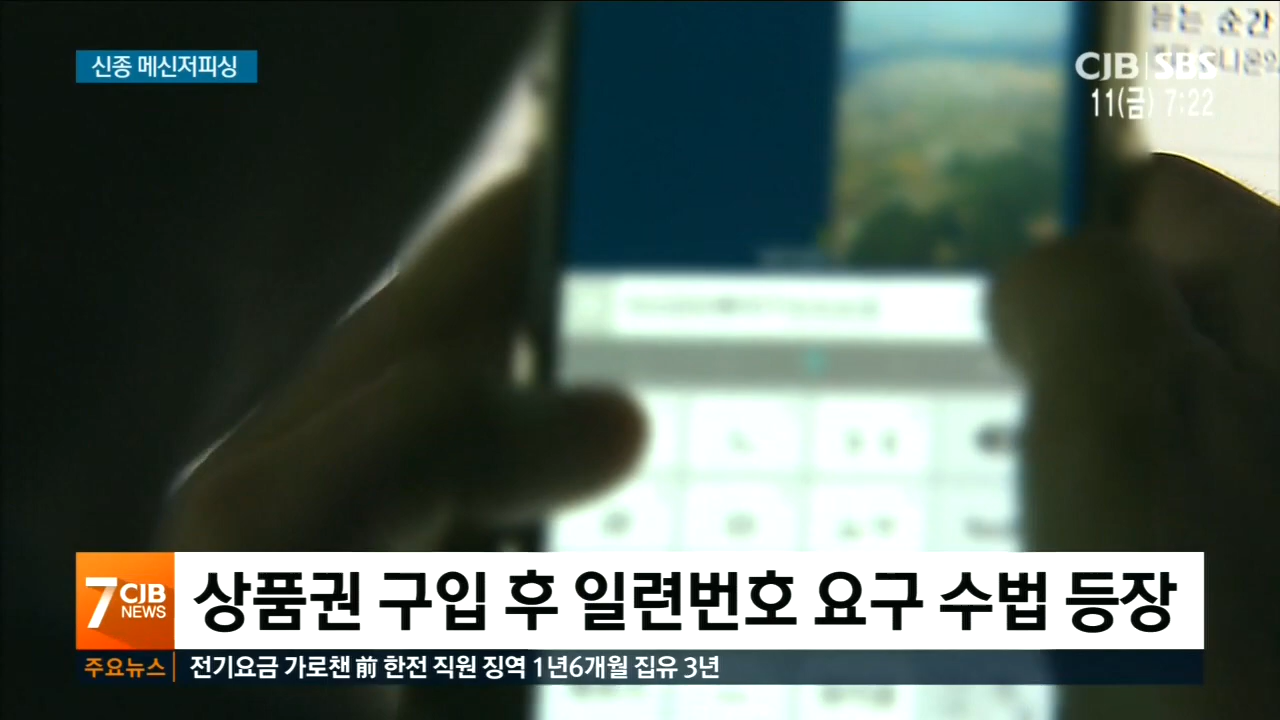 신종 메신저피싱
순간
CJB SBS
11(금) 7:22
7 CJB NEWS
상품권 구입 후 일련번호 요구 수법 등장
주요뉴스 전기요금 가로챈 前 한전 직원 징역 1년6개월 집유 3년